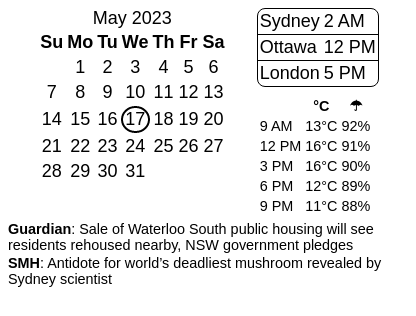 May 2023
Su Mo Tu We Th Fr Sa
1 2 3 4 5 6
7 8 9 10 11 12 13
14 15 16 17 18 19 20
21 22 23 24 25 26 27
28 29 30 31
Sydney 2 AM
Ottawa 12 PM
London 5 PM
°C ☂
9 AM 13°C 92%
12 PM 16°C 91%
3 PM 16°C 90%
6 PM 12°C 89%
9 PM 11°C 88%
Guardian: Sale of Waterloo South public housing will see
residents rehoused nearby, NSW government pledges
SMH: Antidote for world’s deadliest mushroom revealed by
Sydney scientist